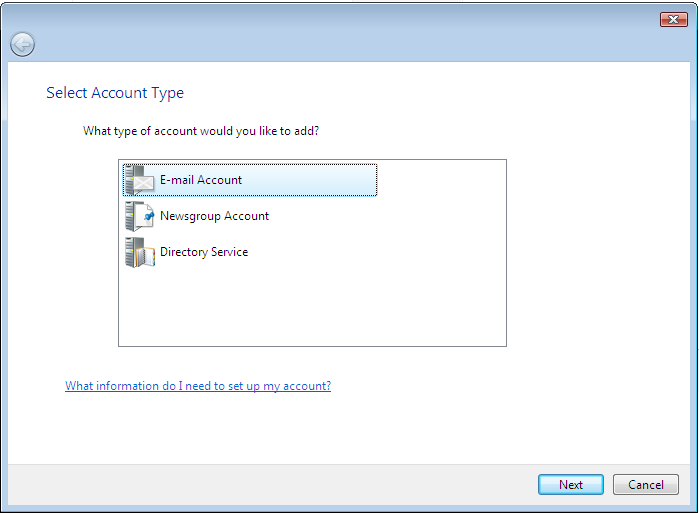 Select Account Type
What type of account would you like to add?
E-mail Account
Newsgroup Account
Directory Service
What information do I need to set up my account?
Next Cancel